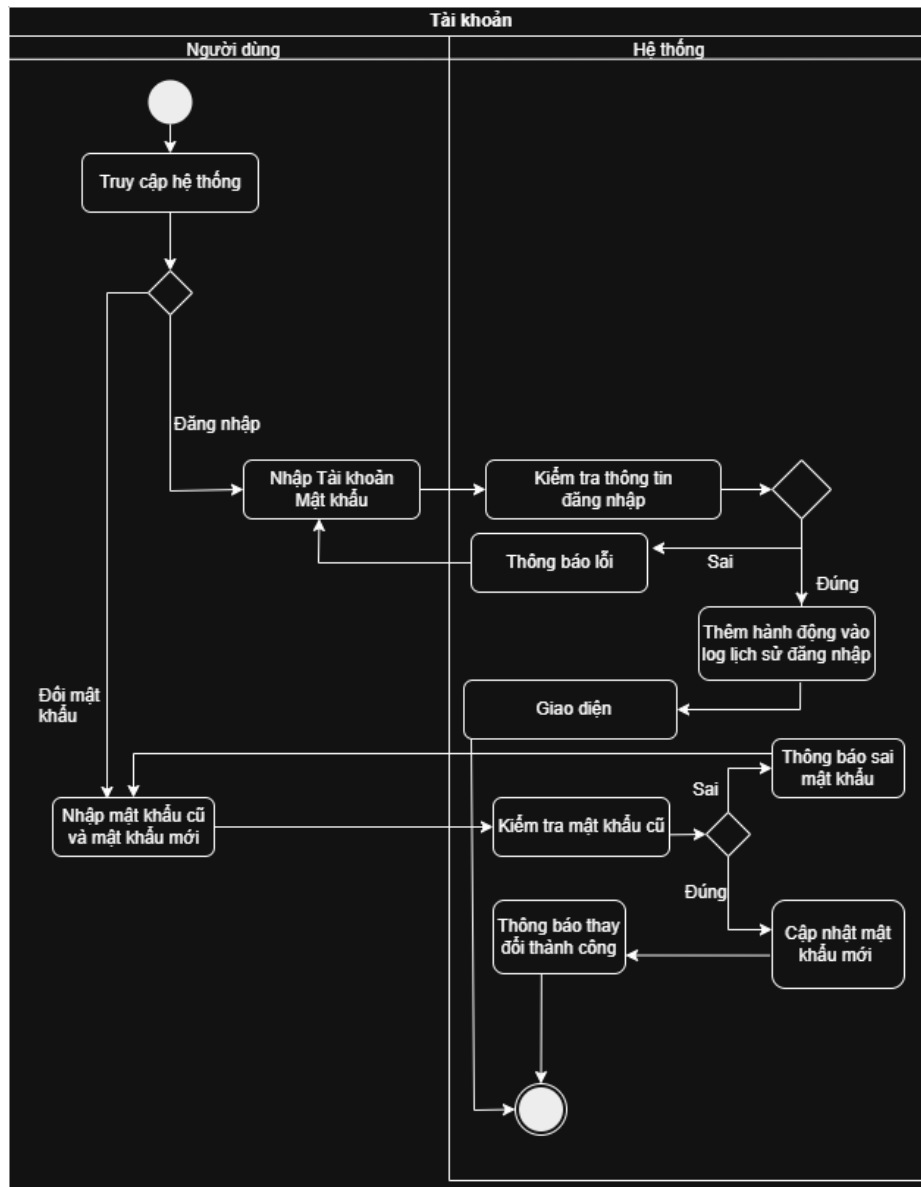 Tài khoản
Người dùng
Hệ thống
Truy cập hệ thống
Đăng nhập
Nhập Tài khoản
Mật khẩu
Kiểm tra thông tin
đăng nhập
Thông báo lỗi
Sai
Đúng
Thêm hành động vào
log lịch sử đăng nhập
Đổi mật
khẩu
Giao diện
Thông báo sai
mật khẩu
Sai
Nhập mật khẩu cũ
và mật khẩu mới
Kiểm tra mật khẩu cũ
Đúng
Thông báo thay
đổi thành công
Cập nhật mật
khẩu mới